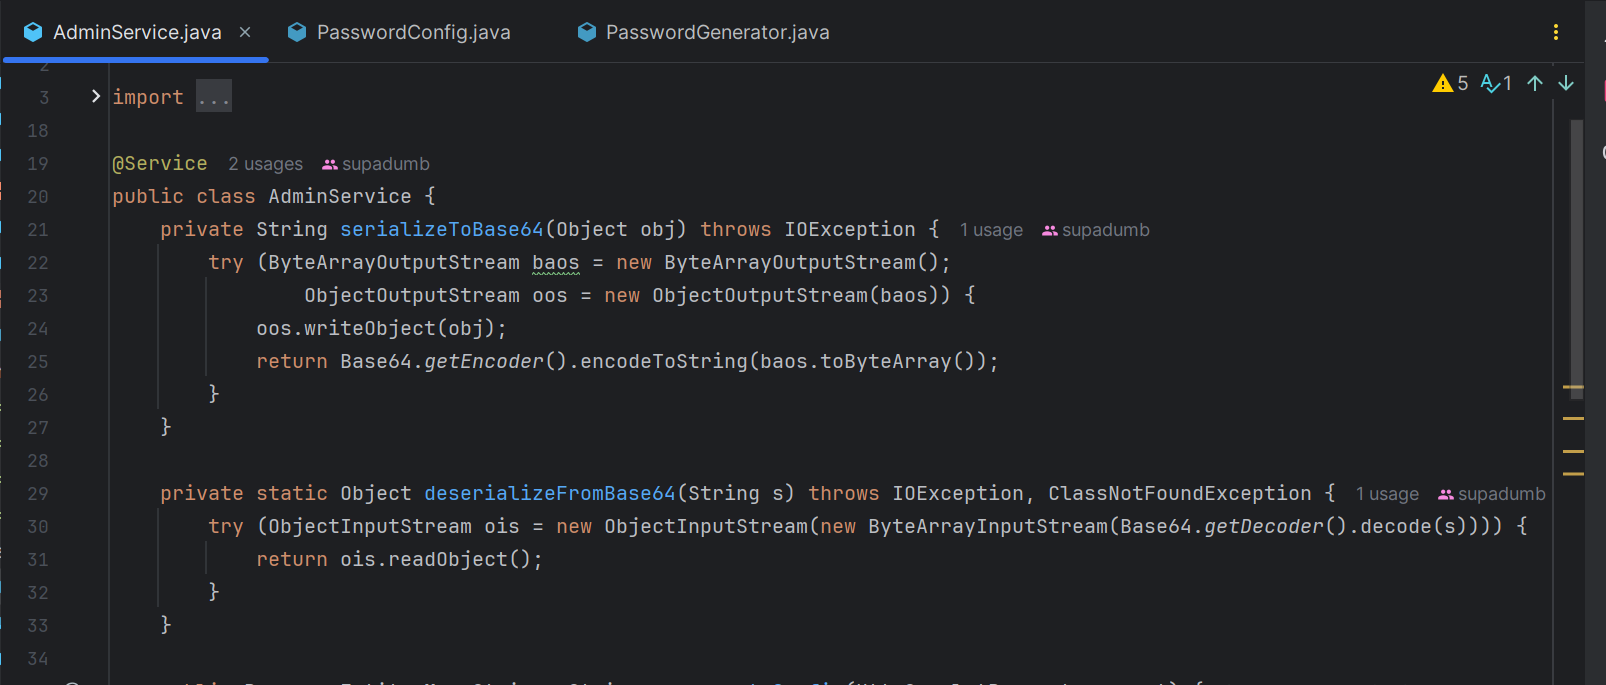 AdminService.java PasswordConfig.java PasswordGenerator.java
2
3 import ... 5 1
18
19 @Service 2 usages supadumb
20 public class AdminService {
21 private String serializeToBase64(Object obj) throws IOException { 1 usage supadumb
22 try (ByteArrayOutputStream baos = new ByteArrayOutputStream();
23 ObjectOutputStream oos = new ObjectOutputStream(baos)) {
24 oos.writeObject(obj);
25 return Base64.getEncoder().encodeToString(baos.toByteArray());
26 }
27 }
28
29 private static Object deserializeFromBase64(String s) throws IOException, ClassNotFoundException { 1 usage supadumb
30 try (ObjectInputStream ois = new ObjectInputStream(new ByteArrayInputStream(Base64.getDecoder().decode(s)))) {
31 return ois.readObject();
32 }
33 }
34